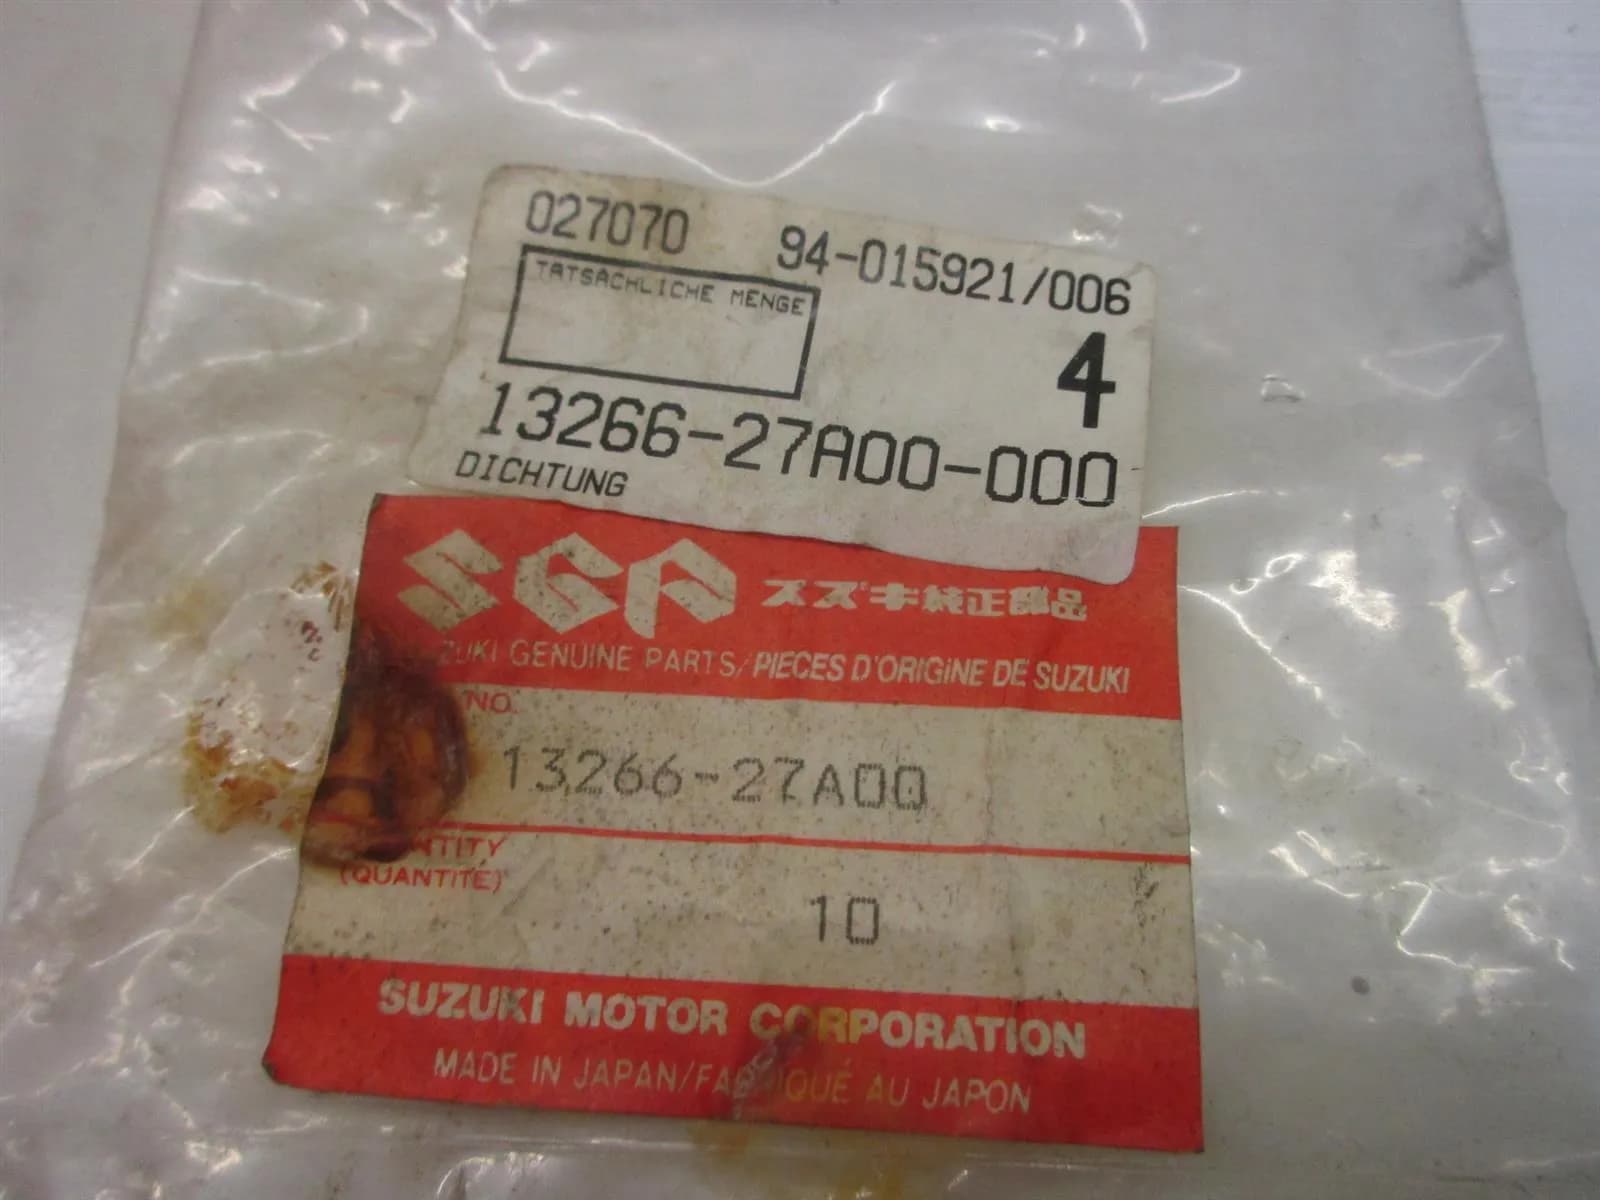 027070 94-015921/006
TATSÄCHLICHE MENGE
4
13266-27A00-000
DICHTUNG
SGP スズキ純正部品
GENUINE PARTS/PIECES D'ORIGINE DE SUZUKI
NO.
13266-27A00
(QUANTITÉ)
10
SUZUKI MOTOR CORPORATION
MADE IN JAPAN/FABRIQUÉ AU JAPON